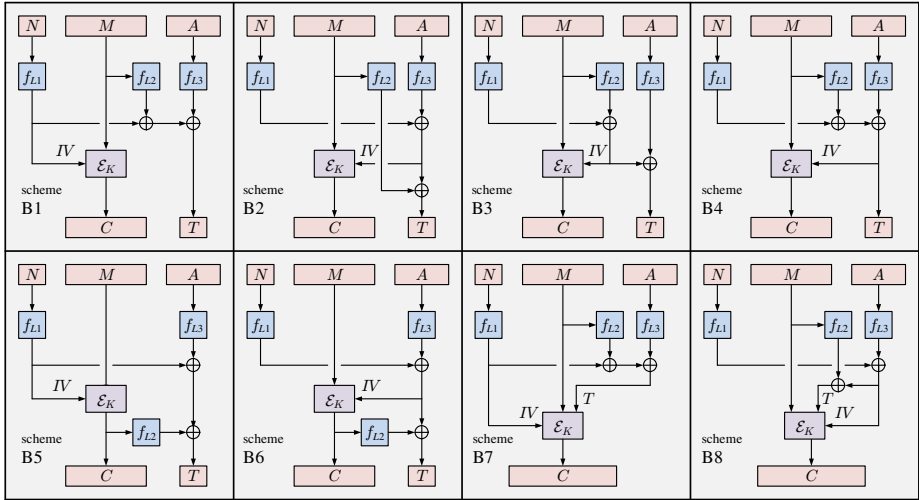 N M A N M A N M A N M A
f_L1 f_L2 f_L3 f_L1 f_L2 f_L3 f_L1 f_L2 f_L3 f_L1 f_L2 f_L3
IV IV IV IV
ℰ_K ℰ_K ℰ_K ℰ_K
scheme scheme scheme scheme
B1 B2 B3 B4
C T C T C T C T
N M A N M A N M A N M A
f_L1 f_L3 f_L1 f_L3 f_L1 f_L2 f_L3 f_L1 f_L2 f_L3
IV IV T T
ℰ_K ℰ_K IV IV
f_L2 f_L2 ℰ_K ℰ_K
scheme scheme scheme scheme
B5 B6 B7 B8
C T C T C C